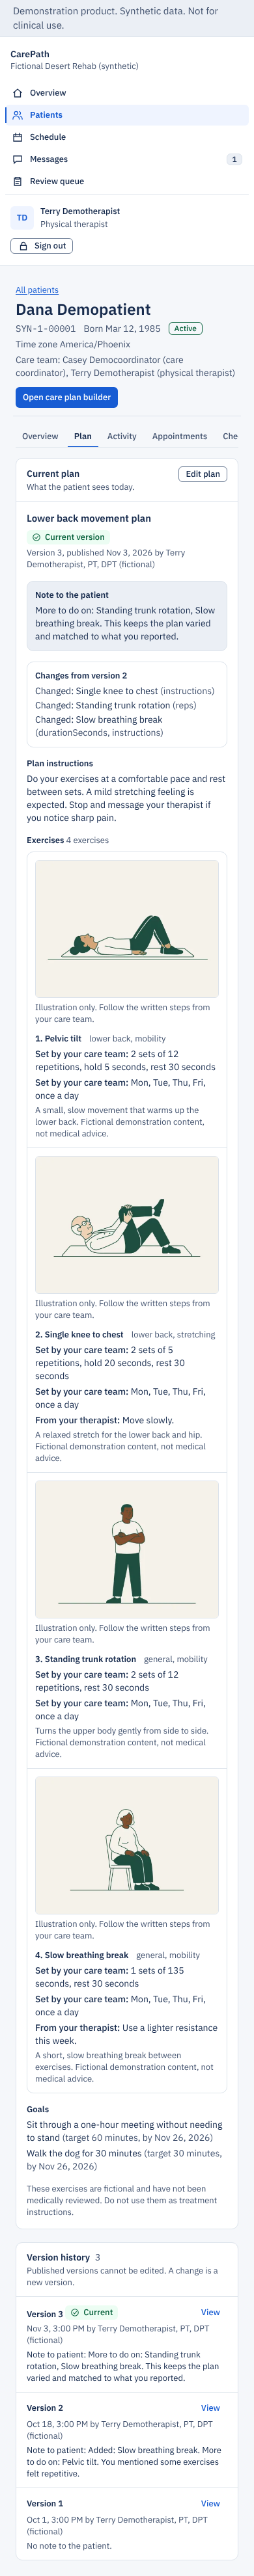 Demonstration product. Synthetic data. Not for
clinical use.
CarePath
Fictional Desert Rehab (synthetic)
Overview
Patients
Schedule
Messages 1
Review queue
TD
Terry Demotherapist
Physical therapist
Sign out
All patients
Dana Demopatient
SYN-1-00001 Born Mar 12, 1985 Active
Time zone America/Phoenix
Care team: Casey Democoordinator (care
coordinator), Terry Demotherapist (physical therapist)
Open care plan builder
Overview Plan Activity Appointments Che
Current plan Edit plan
What the patient sees today.
Lower back movement plan
Current version
Version 3, published Nov 3, 2026 by Terry
Demotherapist, PT, DPT (fictional)
Note to the patient
More to do on: Standing trunk rotation, Slow
breathing break. This keeps the plan varied
and matched to what you reported.
Changes from version 2
Changed: Single knee to chest (instructions)
Changed: Standing trunk rotation (reps)
Changed: Slow breathing break
(durationSeconds, instructions)
Plan instructions
Do your exercises at a comfortable pace and rest
between sets. A mild stretching feeling is
expected. Stop and message your therapist if
you notice sharp pain.
Exercises 4 exercises
Illustration only. Follow the written steps from
your care team.
1. Pelvic tilt lower back, mobility
Set by your care team: 2 sets of 12
repetitions, hold 5 seconds, rest 30 seconds
Set by your care team: Mon, Tue, Thu, Fri,
once a day
A small, slow movement that warms up the
lower back. Fictional demonstration content,
not medical advice.
Illustration only. Follow the written steps from
your care team.
2. Single knee to chest lower back, stretching
Set by your care team: 2 sets of 5
repetitions, hold 20 seconds, rest 30
seconds
Set by your care team: Mon, Tue, Thu, Fri,
once a day
From your therapist: Move slowly.
A relaxed stretch for the lower back and hip.
Fictional demonstration content, not medical
advice.
Illustration only. Follow the written steps from
your care team.
3. Standing trunk rotation general, mobility
Set by your care team: 2 sets of 12
repetitions, rest 30 seconds
Set by your care team: Mon, Tue, Thu, Fri,
once a day
Turns the upper body gently from side to side.
Fictional demonstration content, not medical
advice.
Illustration only. Follow the written steps from
your care team.
4. Slow breathing break general, mobility
Set by your care team: 1 sets of 135
seconds, rest 30 seconds
Set by your care team: Mon, Tue, Thu, Fri,
once a day
From your therapist: Use a lighter resistance
this week.
A short, slow breathing break between
exercises. Fictional demonstration content, not
medical advice.
Goals
Sit through a one-hour meeting without needing
to stand (target 60 minutes, by Nov 26, 2026)
Walk the dog for 30 minutes (target 30 minutes,
by Nov 26, 2026)
These exercises are fictional and have not been
medically reviewed. Do not use them as treatment
instructions.
Version history 3
Published versions cannot be edited. A change is a
new version.
Version 3 Current View
Nov 3, 3:00 PM by Terry Demotherapist, PT, DPT
(fictional)
Note to patient: More to do on: Standing trunk
rotation, Slow breathing break. This keeps the plan
varied and matched to what you reported.
Version 2 View
Oct 18, 3:00 PM by Terry Demotherapist, PT, DPT
(fictional)
Note to patient: Added: Slow breathing break. More
to do on: Pelvic tilt. You mentioned some exercises
felt repetitive.
Version 1 View
Oct 1, 3:00 PM by Terry Demotherapist, PT, DPT
(fictional)
No note to the patient.